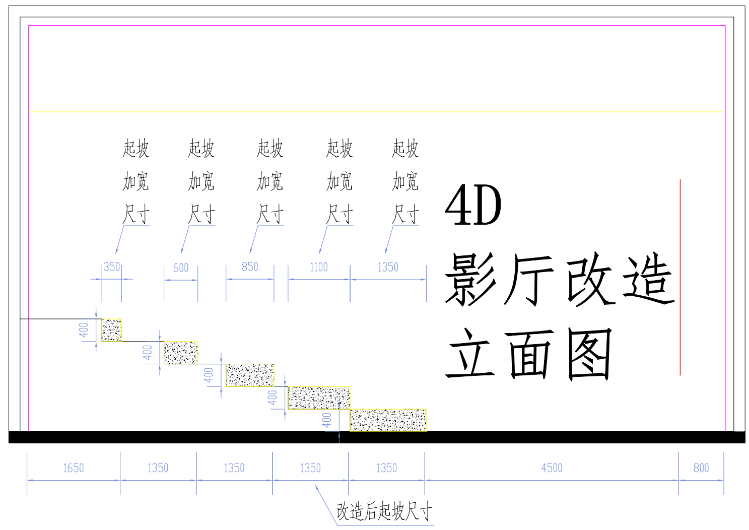 起坡 起坡 起坡 起坡 起坡
加宽 加宽 加宽 加宽 加宽
尺寸 尺寸 尺寸 尺寸 尺寸
4D
影厅改造
立面图
350 600 850 1100 1350
400
400
400
400
400
1650 1350 1350 1350 1350 4500 800
改造后起坡尺寸